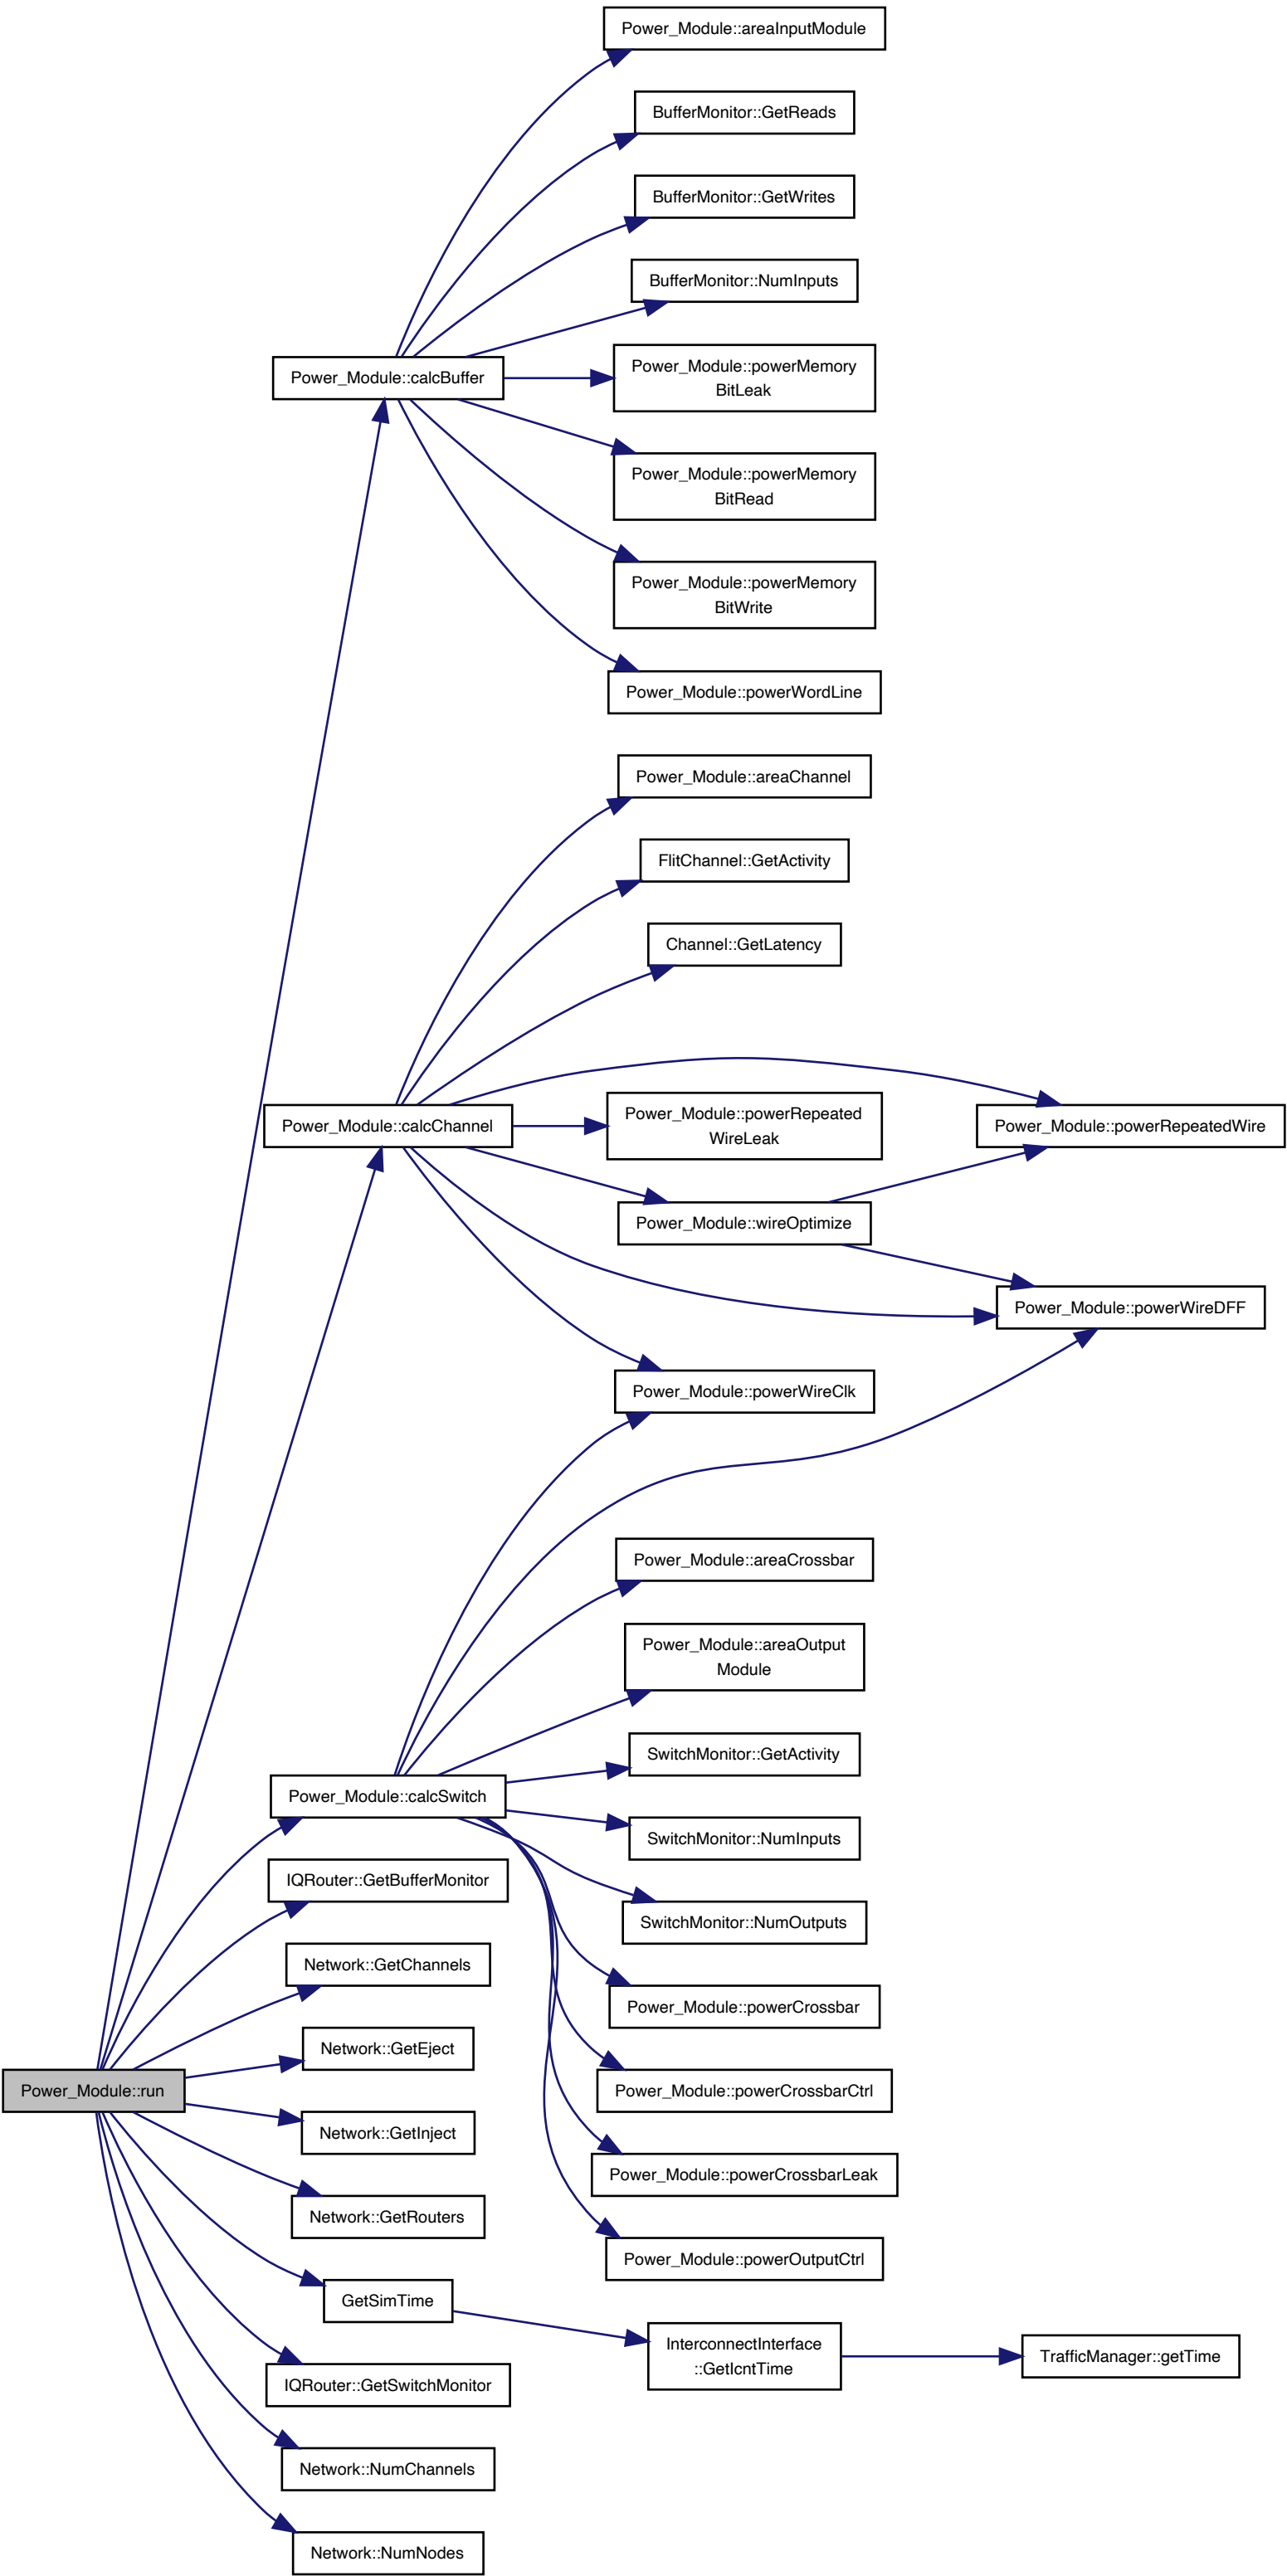 Power_Module::areaInputModule
BufferMonitor::GetReads
BufferMonitor::GetWrites
BufferMonitor::NumInputs
Power_Module::calcBuffer
Power_Module::powerMemory
BitLeak
Power_Module::powerMemory
BitRead
Power_Module::powerMemory
BitWrite
Power_Module::powerWordLine
Power_Module::areaChannel
FlitChannel::GetActivity
Channel::GetLatency
Power_Module::calcChannel
Power_Module::powerRepeated
WireLeak
Power_Module::powerRepeatedWire
Power_Module::wireOptimize
Power_Module::powerWireDFF
Power_Module::powerWireClk
Power_Module::areaCrossbar
Power_Module::areaOutput
Module
SwitchMonitor::GetActivity
Power_Module::calcSwitch
SwitchMonitor::NumInputs
IQRouter::GetBufferMonitor
SwitchMonitor::NumOutputs
Network::GetChannels
Power_Module::powerCrossbar
Network::GetEject
Power_Module::run
Power_Module::powerCrossbarCtrl
Network::GetInject
Power_Module::powerCrossbarLeak
Network::GetRouters
Power_Module::powerOutputCtrl
GetSimTime
InterconnectInterface
::GetIcntTime
TrafficManager::getTime
IQRouter::GetSwitchMonitor
Network::NumChannels
Network::NumNodes